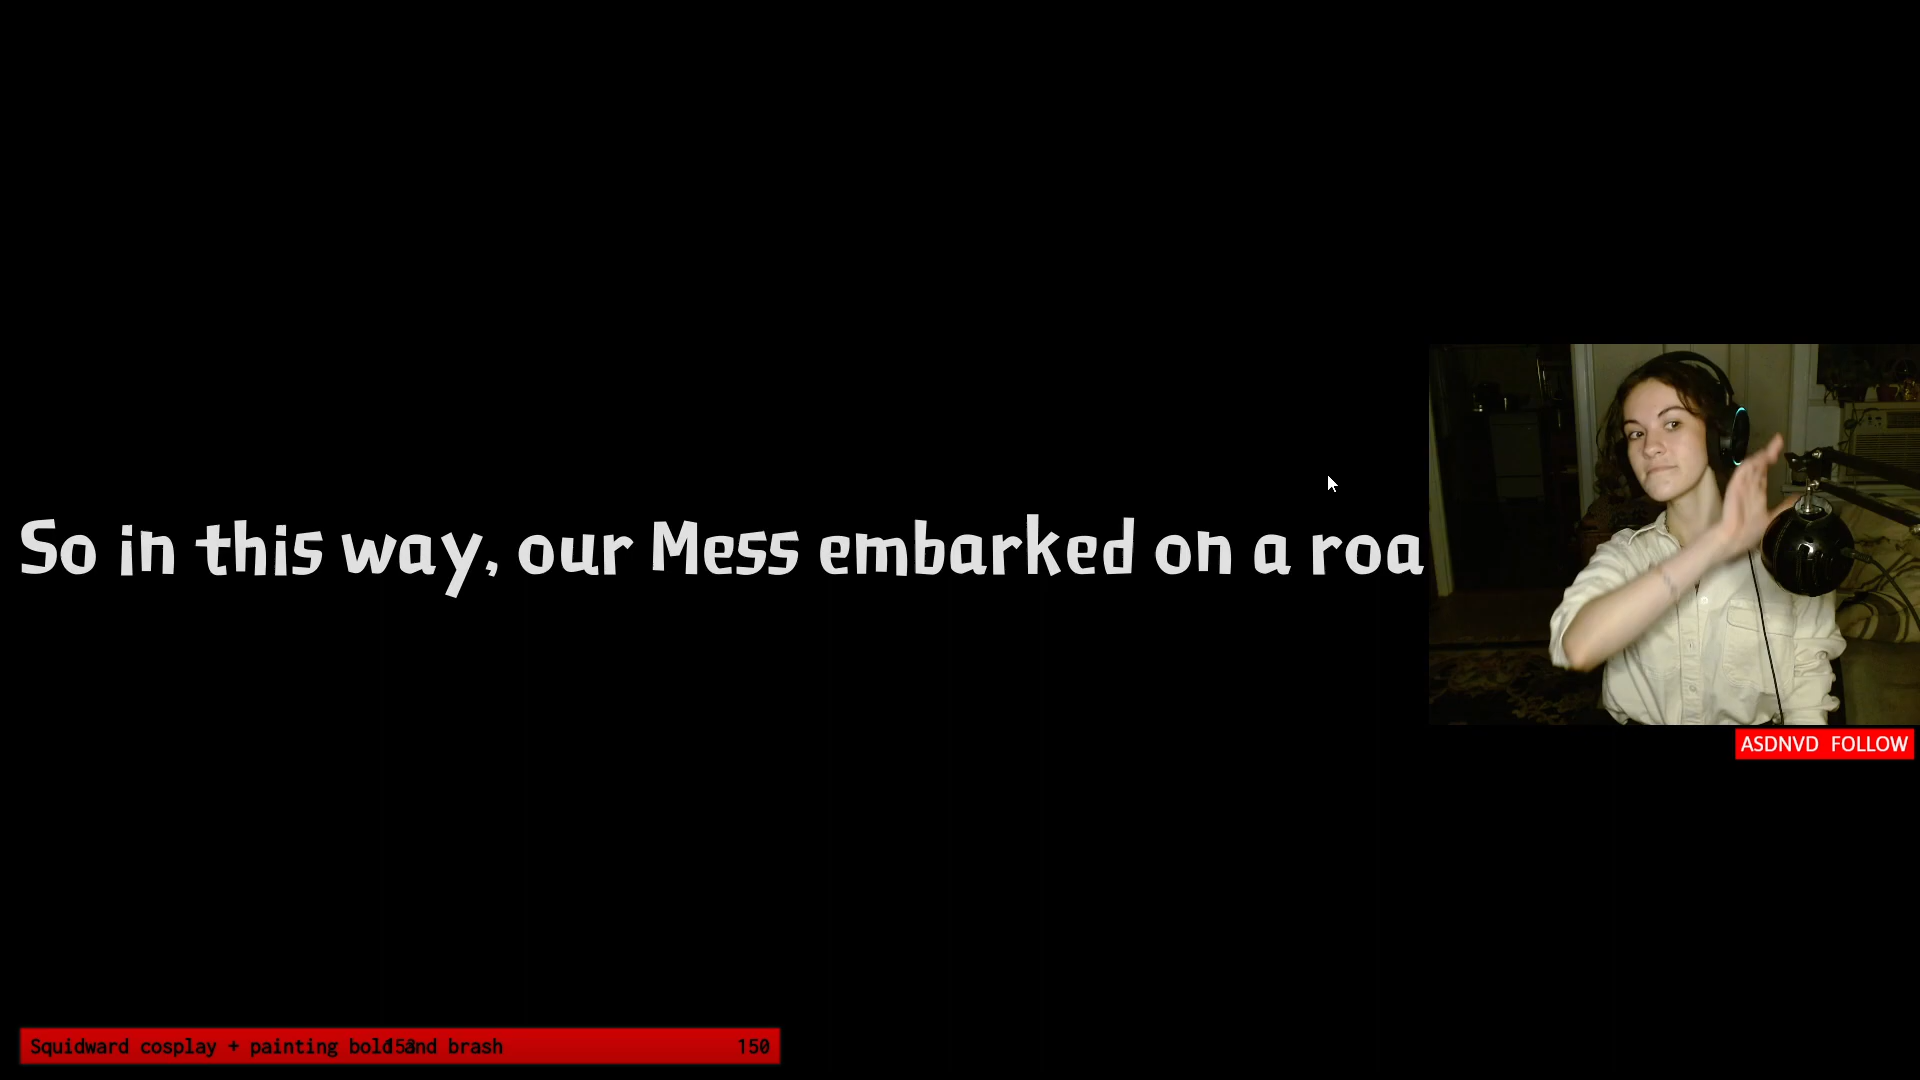 So in this way, our Mess embarked on a roa
ASDNVD FOLLOW
Squidward cosplay + painting bold and brash 150